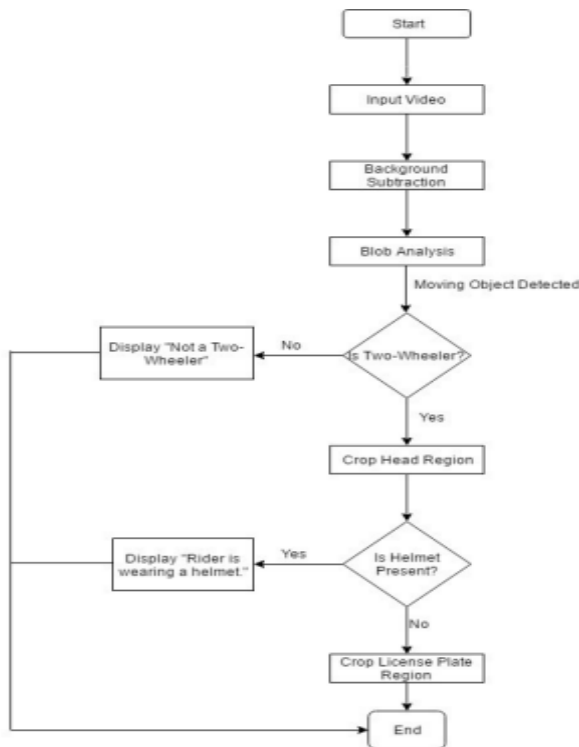 Start
Input Video
Background
Subtraction
Blob Analysis
Moving Object Detected
Display "Not a Two-
Wheeler"
No
Is Two-Wheeler?
Yes
Crop Head Region
Display "Rider is
wearing a helmet."
Yes
Is Helmet
Present?
No
Crop License Plate
Region
End